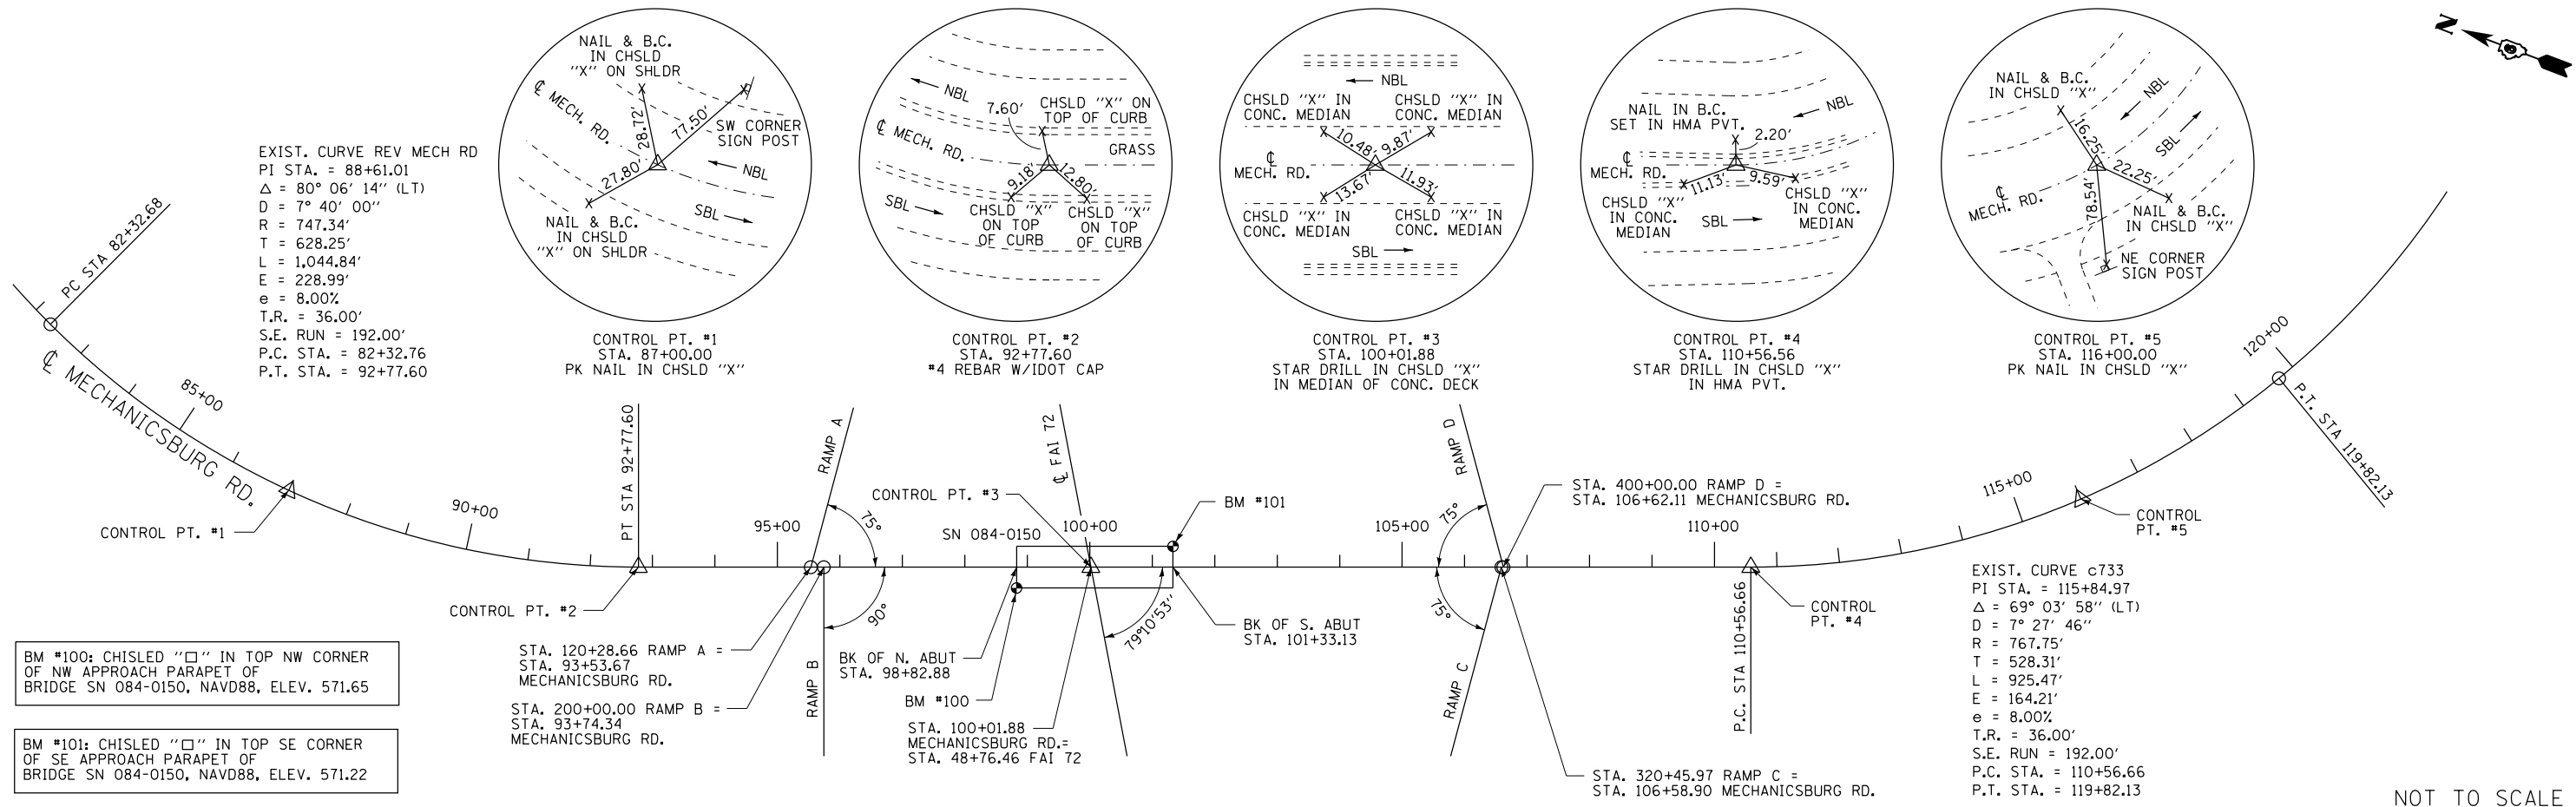 NAIL & B.C.
IN CHSLD
"X" ON SHLDR
℄ MECH. RD.
28.72'
77.50'
SW CORNER
SIGN POST
27.80'
NBL
SBL
NAIL & B.C.
IN CHSLD
"X" ON SHLDR
CONTROL PT. #1
STA. 87+00.00
PK NAIL IN CHSLD "X"
NBL
7.60'
CHSLD "X" ON
TOP OF CURB
℄ MECH. RD.
GRASS
9.18'
12.80'
SBL
CHSLD "X"
ON TOP
OF CURB
CHSLD "X"
ON TOP
OF CURB
CONTROL PT. #2
STA. 92+77.60
#4 REBAR W/IDOT CAP
NBL
CHSLD "X" IN
CONC. MEDIAN
CHSLD "X" IN
CONC. MEDIAN
10.48'
9.87'
℄
MECH. RD.
13.67'
11.93'
CHSLD "X" IN
CONC. MEDIAN
CHSLD "X" IN
CONC. MEDIAN
SBL
CONTROL PT. #3
STA. 100+01.88
STAR DRILL IN CHSLD "X"
IN MEDIAN OF CONC. DECK
NAIL IN B.C.
SET IN HMA PVT.
NBL
2.20'
℄
MECH. RD.
11.13'
9.59'
CHSLD "X"
IN CONC.
MEDIAN
SBL
CHSLD "X"
IN CONC.
MEDIAN
CONTROL PT. #4
STA. 110+56.56
STAR DRILL IN CHSLD "X"
IN HMA PVT.
NAIL & B.C.
IN CHSLD "X"
NBL
16.25'
SBL
22.25'
℄
MECH. RD.
78.54'
NAIL & B.C.
IN CHSLD "X"
NE CORNER
SIGN POST
CONTROL PT. #5
STA. 116+00.00
PK NAIL IN CHSLD "X"
N
EXIST. CURVE REV MECH RD
PI STA. = 88+61.01
Δ = 80° 06' 14" (LT)
D = 7° 40' 00"
R = 747.34'
T = 628.25'
L = 1,044.84'
E = 228.99'
e = 8.00%
T.R. = 36.00'
S.E. RUN = 192.00'
P.C. STA. = 82+32.76
P.T. STA. = 92+77.60
PC STA 82+32.68
℄ MECHANICSBURG RD.
85+00
CONTROL PT. #1
90+00
PT STA 92+77.60
CONTROL PT. #2
95+00
RAMP A
75°
90°
RAMP B
STA. 120+28.66 RAMP A =
STA. 93+53.67
MECHANICSBURG RD.
STA. 200+00.00 RAMP B =
STA. 93+74.34
MECHANICSBURG RD.
CONTROL PT. #3
SN 084-0150
℄ FAI 72
100+00
BM #101
BK OF N. ABUT
STA. 98+82.88
BM #100
STA. 100+01.88
MECHANICSBURG RD.=
STA. 48+76.46 FAI 72
79°10'53"
BK OF S. ABUT
STA. 101+33.13
105+00
RAMP D
75°
75°
RAMP C
STA. 400+00.00 RAMP D =
STA. 106+62.11 MECHANICSBURG RD.
STA. 320+45.97 RAMP C =
STA. 106+58.90 MECHANICSBURG RD.
110+00
P.C. STA 110+56.66
CONTROL
PT. #4
115+00
CONTROL
PT. #5
120+00
P.T. STA 119+82.13
EXIST. CURVE c733
PI STA. = 115+84.97
Δ = 69° 03' 58" (LT)
D = 7° 27' 46"
R = 767.75'
T = 528.31'
L = 925.47'
E = 164.21'
e = 8.00%
T.R. = 36.00'
S.E. RUN = 192.00'
P.C. STA. = 110+56.66
P.T. STA. = 119+82.13
BM #100: CHISLED "□" IN TOP NW CORNER
OF NW APPROACH PARAPET OF
BRIDGE SN 084-0150, NAVD88, ELEV. 571.65
BM #101: CHISLED "□" IN TOP SE CORNER
OF SE APPROACH PARAPET OF
BRIDGE SN 084-0150, NAVD88, ELEV. 571.22
NOT TO SCALE